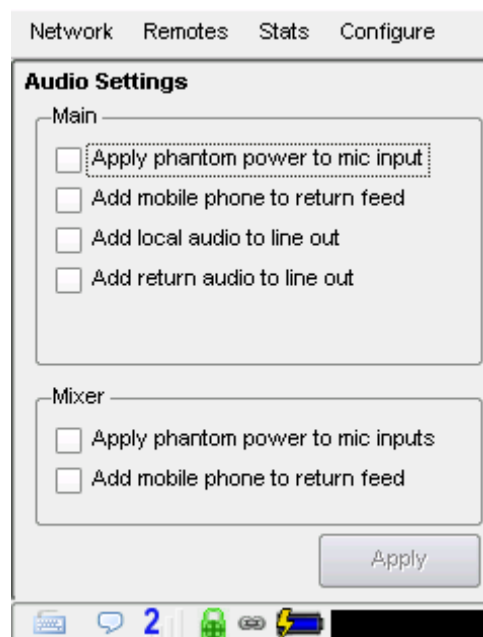 Network Remotes Stats Configure
Audio Settings
Main
Apply phantom power to mic input
Add mobile phone to return feed
Add local audio to line out
Add return audio to line out
Mixer
Apply phantom power to mic inputs
Add mobile phone to return feed
Apply
2